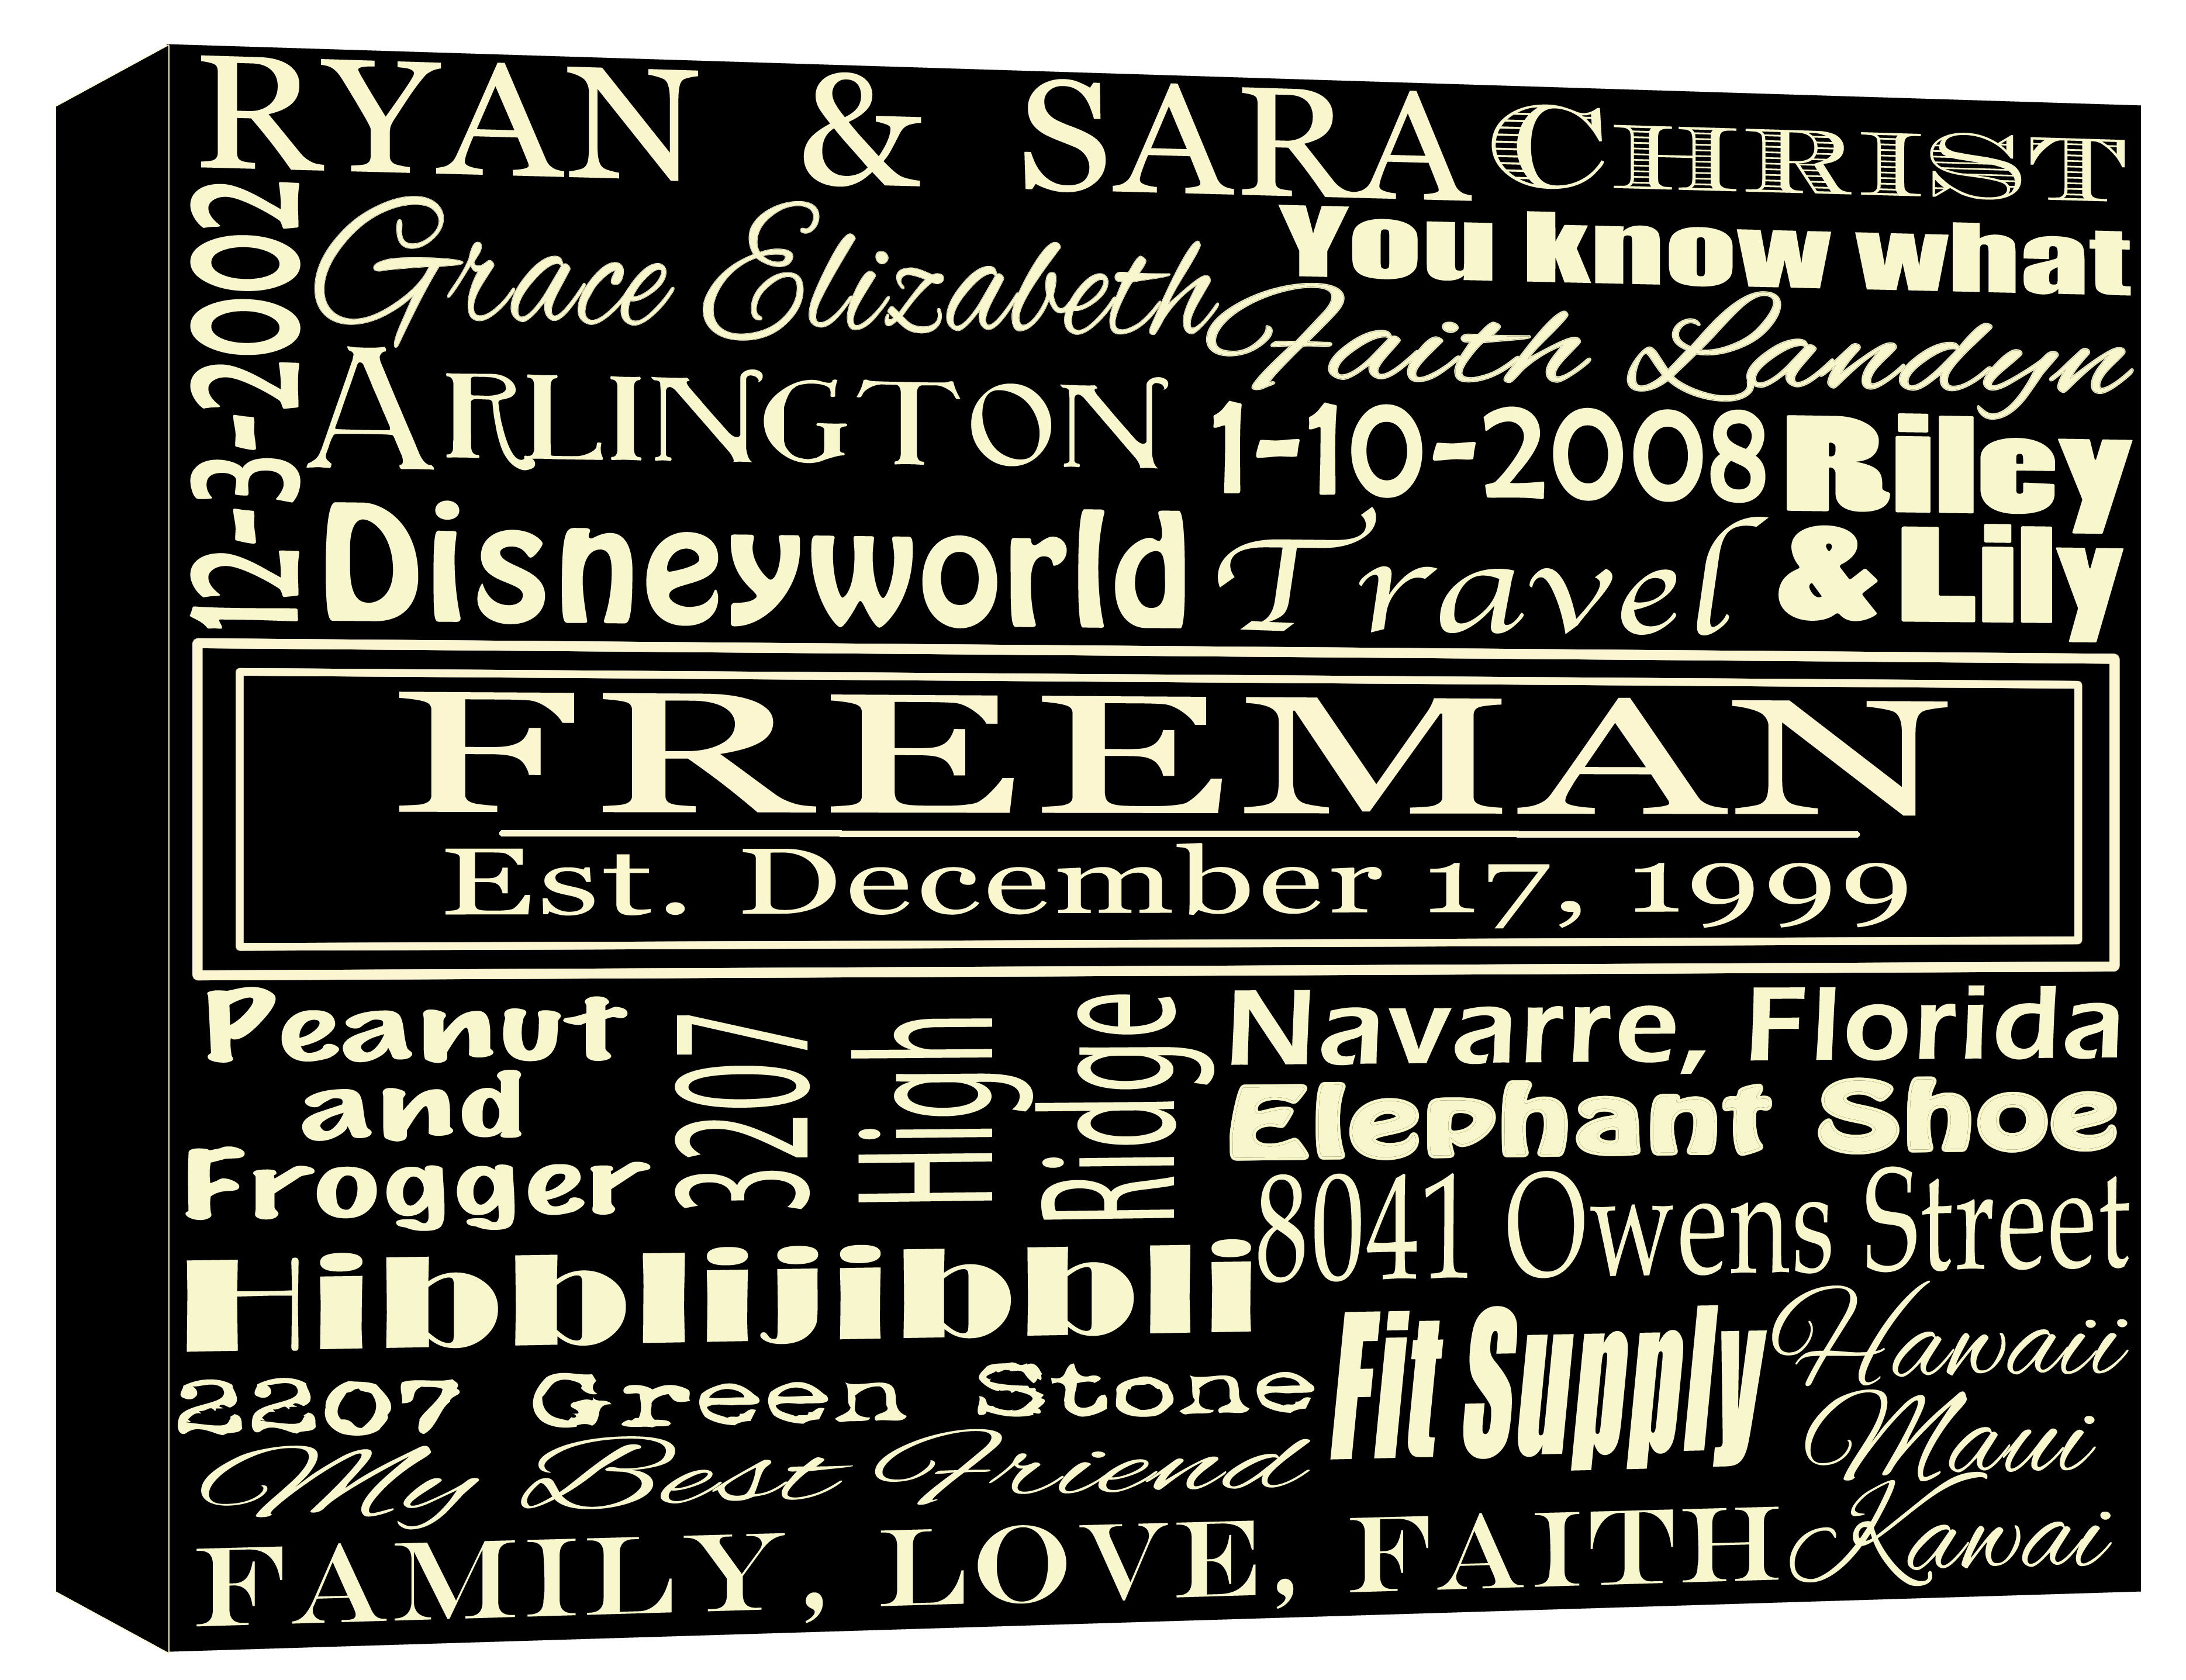 RYAN & SARA
CHRIST
12-3-2002
Grace Elizabeth
You know what
Faith Landyn
ARLINGTON
1-10-2008
Riley
& Lily
Disneyworld
Travel
FREEMAN
Est. December 17, 1999
Peanut
and
Frogger
3207
High
Ridge
Navarre, Florida
Elephant Shoe
8041 Owens Street
Hibblijibbli
Fit Supply
Hawaii
Maui
Kauai
2207 Green Stone
My Best Friend
FAMILY, LOVE, FAITH